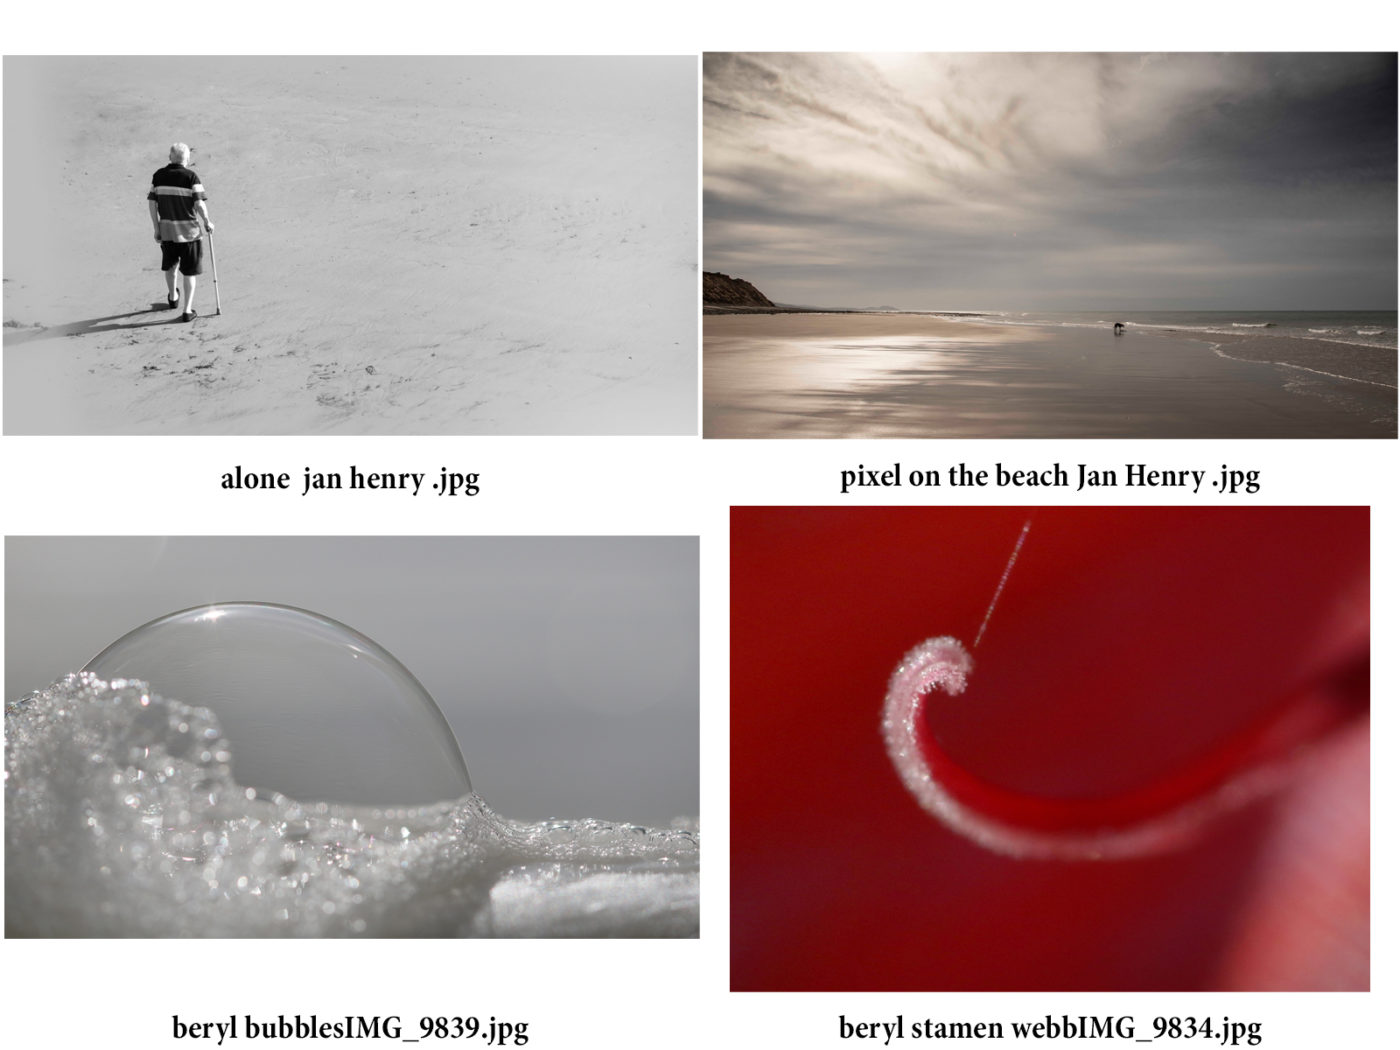 alone  jan henry .jpg
pixel on the beach Jan Henry .jpg
beryl bubblesIMG_9839.jpg
beryl stamen webbIMG_9834.jpg